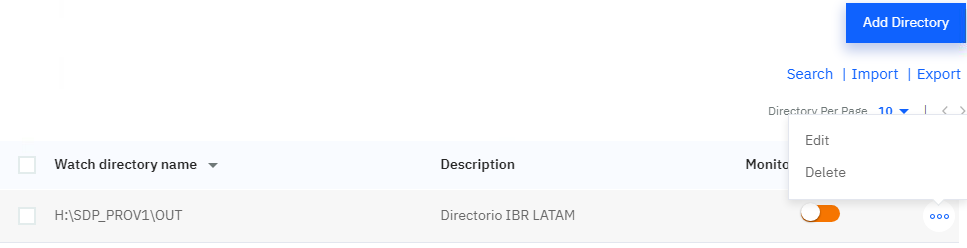 Add Directory
Search | Import | Export
Directory Per Page 10
Edit
Delete
Watch directory name Description Monito
H:\SDP_PROV1\OUT Directorio IBR LATAM